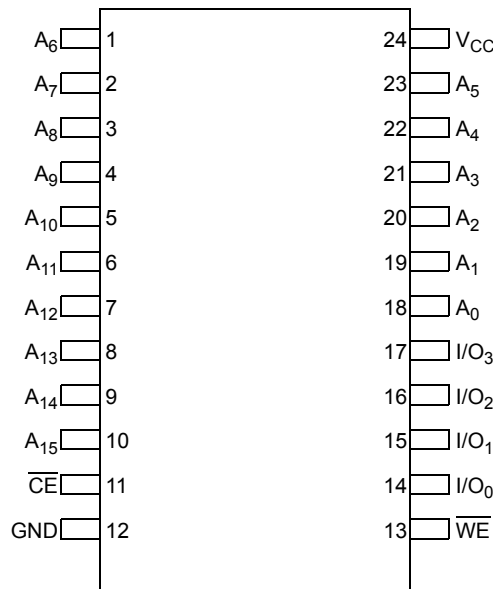 A6 1 24 VCC
A7 2 23 A5
A8 3 22 A4
A9 4 21 A3
A10 5 20 A2
A11 6 19 A1
A12 7 18 A0
A13 8 17 I/O3
A14 9 16 I/O2
A15 10 15 I/O1
C̅E̅ 11 14 I/O0
GND 12 13 W̅E̅